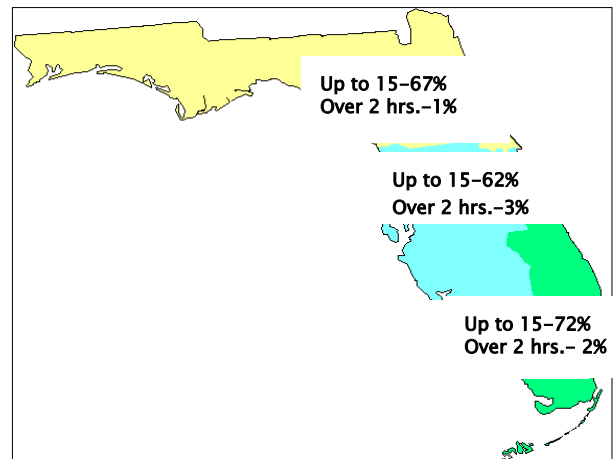 Up to 15-67%
Over 2 hrs.-1%
Up to 15-62%
Over 2 hrs.-3%
Up to 15-72%
Over 2 hrs.- 2%